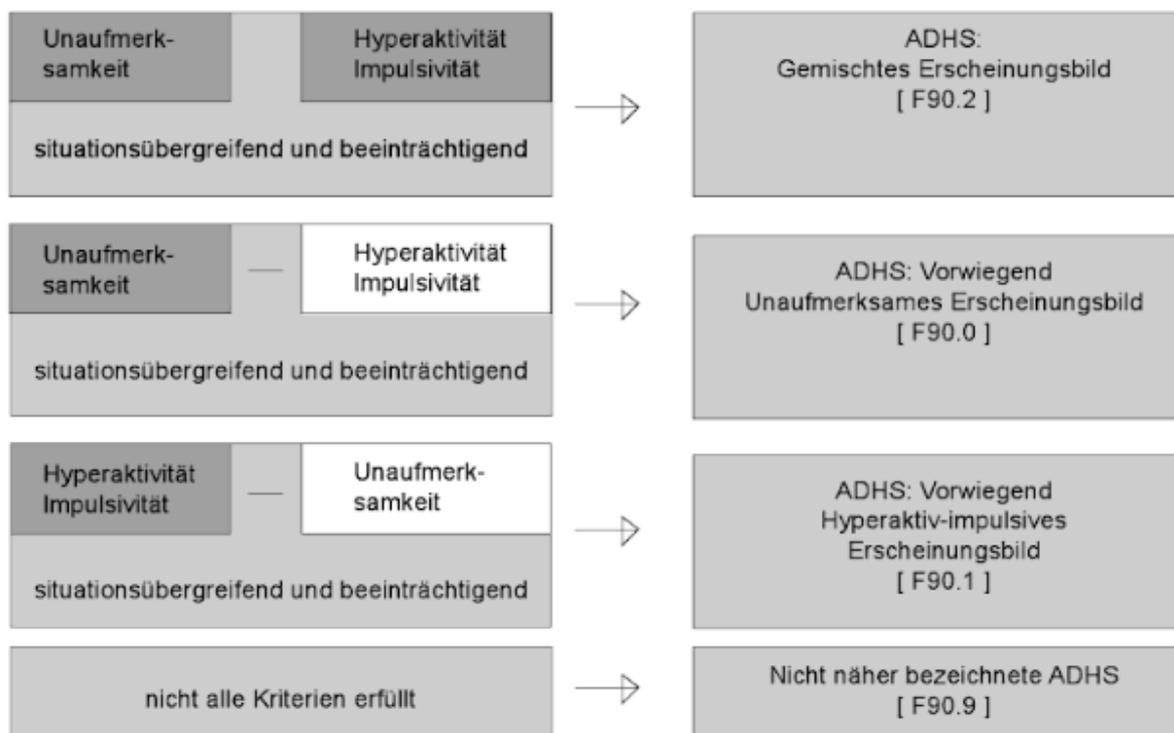 Unaufmerk-
samkeit
Hyperaktivität
Impulsivität
situationsübergreifend und beeinträchtigend
ADHS:
Gemischtes Erscheinungsbild
[ F90.2 ]
Unaufmerk-
samkeit
Hyperaktivität
Impulsivität
situationsübergreifend und beeinträchtigend
ADHS: Vorwiegend
Unaufmerksames Erscheinungsbild
[ F90.0 ]
Hyperaktivität
Impulsivität
Unaufmerk-
samkeit
situationsübergreifend und beeinträchtigend
ADHS: Vorwiegend
Hyperaktiv-impulsives
Erscheinungsbild
[ F90.1 ]
nicht alle Kriterien erfüllt
Nicht näher bezeichnete ADHS
[ F90.9 ]